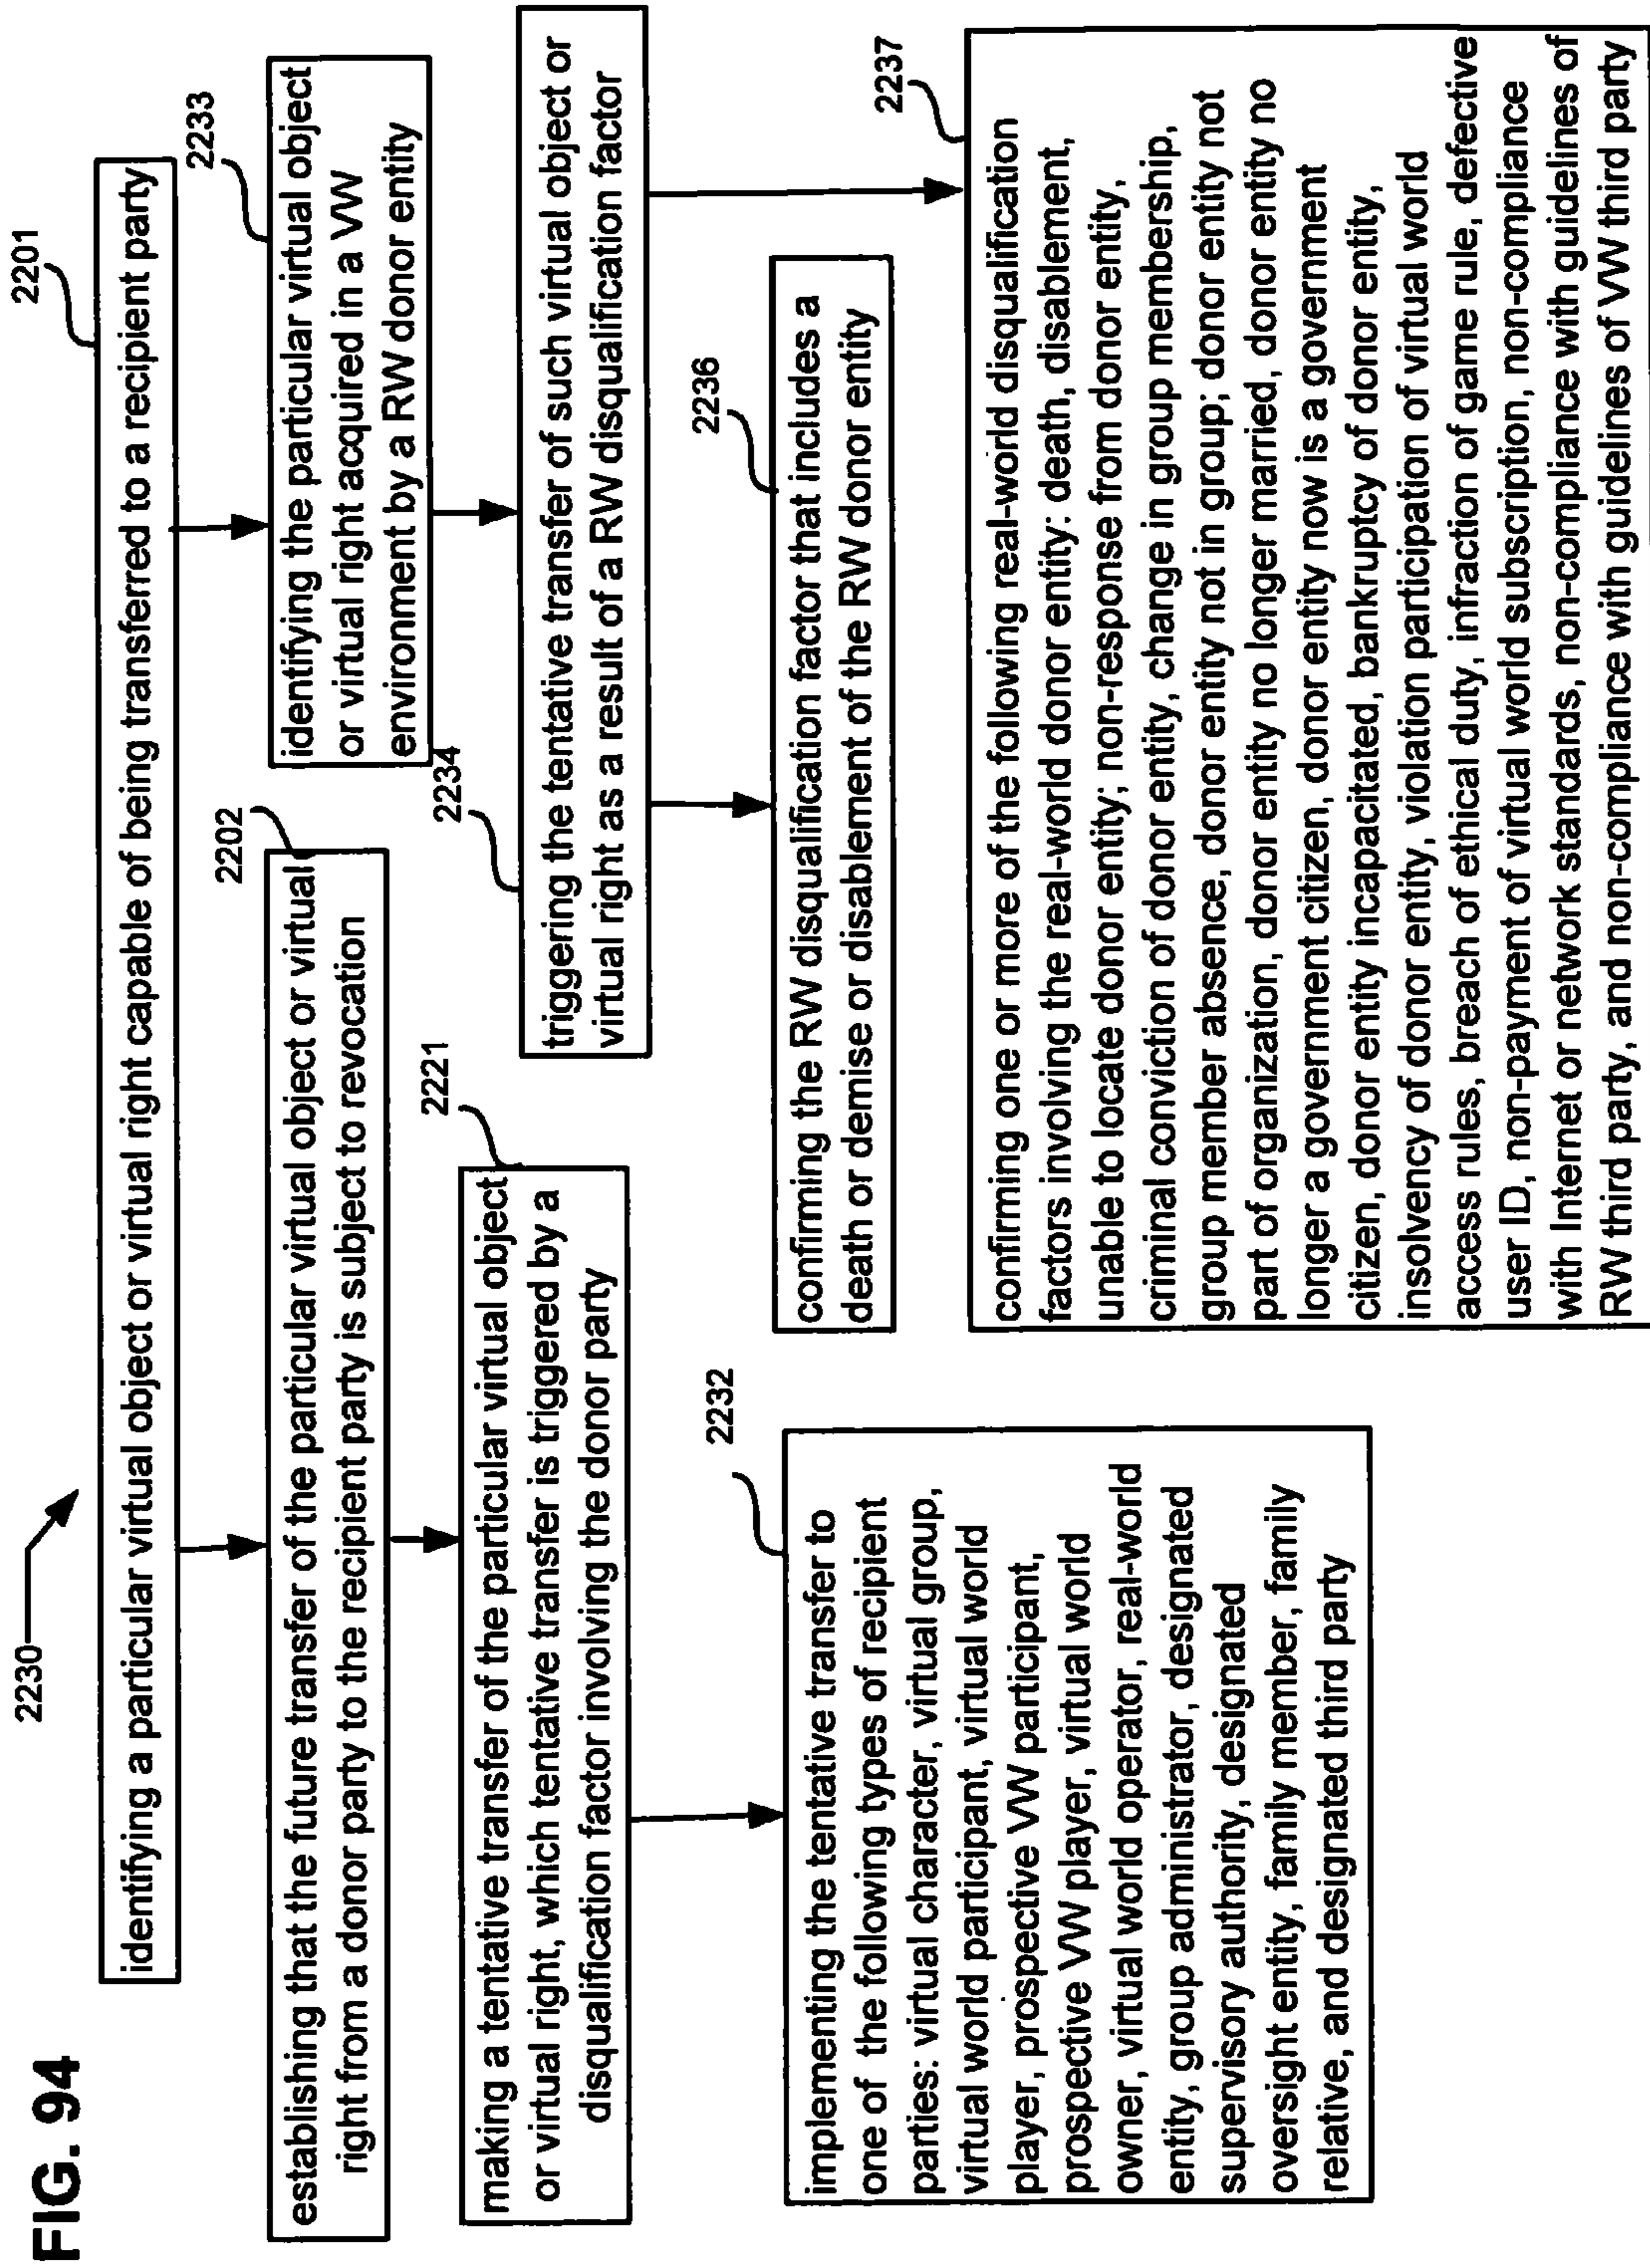 FIG. 94
2230
2201
identifying a particular virtual object or virtual right capable of being transferred to a recipient party
2202
establishing that the future transfer of the particular virtual object or virtual
right from a donor party to the recipient party is subject to revocation
2233
identifying the particular virtual object
or virtual right acquired in a VW
environment by a RW donor entity
2221
making a tentative transfer of the particular virtual object
or virtual right, which tentative transfer is triggered by a
disqualification factor involving the donor party
2234
triggering the tentative transfer of such virtual object or
virtual right as a result of a RW disqualification factor
2232
implementing the tentative transfer to
one of the following types of recipient
parties: virtual character, virtual group,
virtual world participant, virtual world
player, prospective VW participant,
prospective VW player, virtual world
owner, virtual world operator, real-world
entity, group administrator, designated
supervisory authority, designated
oversight entity, family member, family
relative, and designated third party
2236
confirming the RW disqualification factor that includes a
death or demise or disablement of the RW donor entity
2237
confirming one or more of the following real-world disqualification
factors involving the real-world donor entity: death, disablement,
unable to locate donor entity; non-response from donor entity,
criminal conviction of donor entity, change in group membership,
group member absence, donor entity not in group; donor entity not
part of organization, donor entity no longer married, donor entity no
longer a government citizen, donor entity now is a government
citizen, donor entity incapacitated, bankruptcy of donor entity,
insolvency of donor entity, violation participation of virtual world
access rules, breach of ethical duty, infraction of game rule, defective
user ID, non-payment of virtual world subscription, non-compliance
with Internet or network standards, non-compliance with guidelines of
RW third party, and non-compliance with guidelines of VW third party